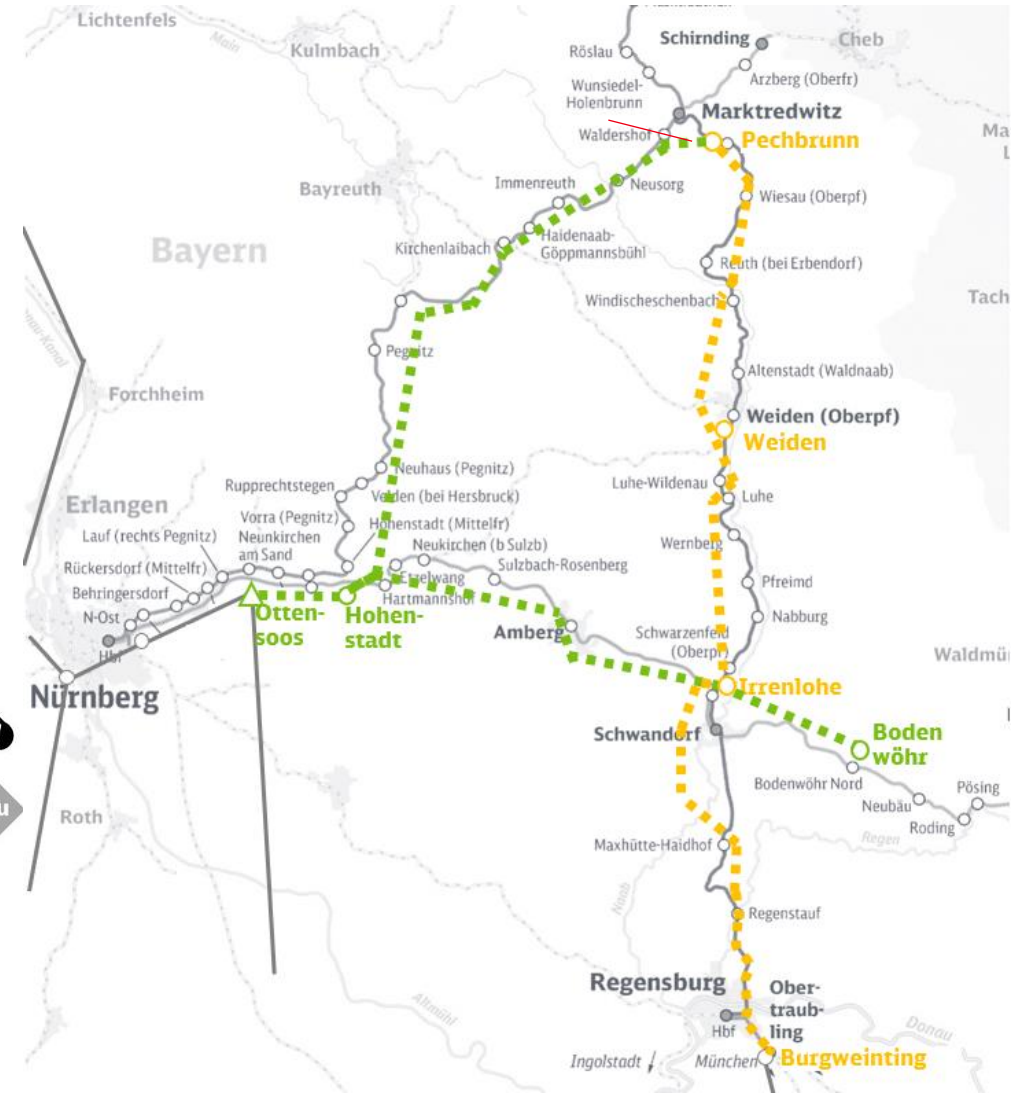 Lichtenfels
Main
Kulmbach
Röslau
Schirnding
Cheb
Arzberg (Oberfr)
Wunsiedel-
Holenbrunn
Marktredwitz
Waldershof
Pechbrunn
Bayreuth
Immenreuth
Neusorg
Wiesau (Oberpf)
Bayern
Kirchenlaibach
Haidenaab-
Göppmannsbühl
Reuth (bei Erbendorf)
Windischeschenbach
Tach
Pegnitz
Altenstadt (Waldnaab)
Forchheim
Weiden (Oberpf)
Weiden
Neuhaus (Pegnitz)
Rupprechtstegen
Velden (bei Hersbruck)
Luhe-Wildenau
Luhe
Erlangen
Vorra (Pegnitz)
Hohenstadt (Mittelfr)
Lauf (rechts Pegnitz)
Neunkirchen
am Sand
Neukirchen (b Sulzb)
Wernberg
Rückersdorf (Mittelfr)
Etzelwang
Sulzbach-Rosenberg
Behringersdorf
Hartmannshof
Pfreimd
N-Ost
Otten-
soos
Hohen-
stadt
Nabburg
Amberg
Schwarzenfeld
(Oberpf)
Hbf
Waldmü
Nürnberg
Irrenlohe
Schwandorf
Boden
wöhr
Bodenwöhr Nord
Pösing
Neubäu
Roding
u
Roth
Maxhütte-Haidhof
Regen
Naab
Regenstauf
Regensburg
Ober-
traub-
ling
Altmühl
Hbf
Donau
Ingolstadt
München
Burgweinting